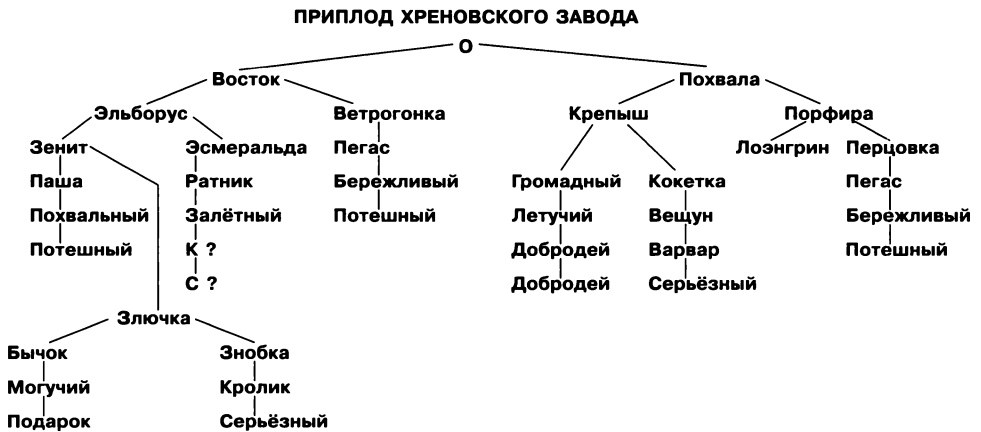 ПРИПЛОД ХРЕНОВСКОГО ЗАВОДА
О
Восток Похвала
Эльборус Ветрогонка Крепыш Порфира
Зенит Эсмеральда Пегас Лоэнгрин Перцовка
Паша Ратник Бережливый Громадный Кокетка Пегас
Похвальный Залётный Потешный Летучий Вещун Бережливый
Потешный К ? Добродей Варвар Потешный
С ? Добродей Серьёзный
Злючка
Бычок Знобка
Могучий Кролик
Подарок Серьёзный